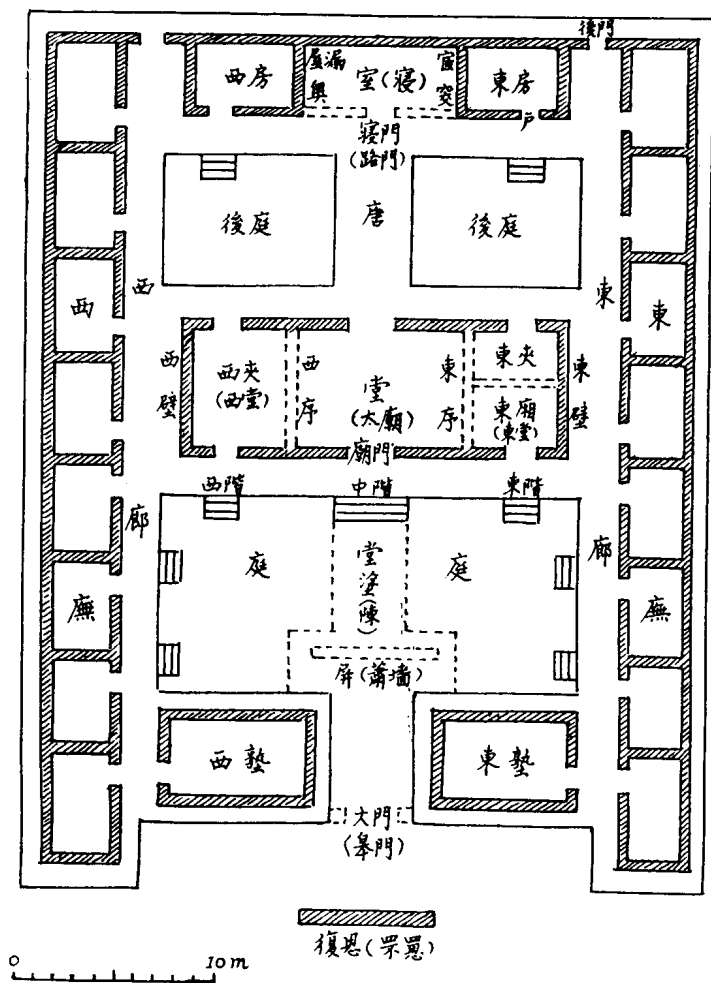 後門
西房
屋漏
奧
室(寢)
窔
東房
戶
寢門
(路門)
後庭
唐
後庭
西
西
東
東
西壁
西夾
(西堂)
西序
堂
(太廟)
東序
東夾
東廂
(東堂)
東壁
廟門
西階
中階
東階
廊
庭
堂塗(陳)
庭
廊
廡
廡
屏(蕭墻)
西塾
東塾
大門
(皋門)
復恖(罘罳)
0 10m